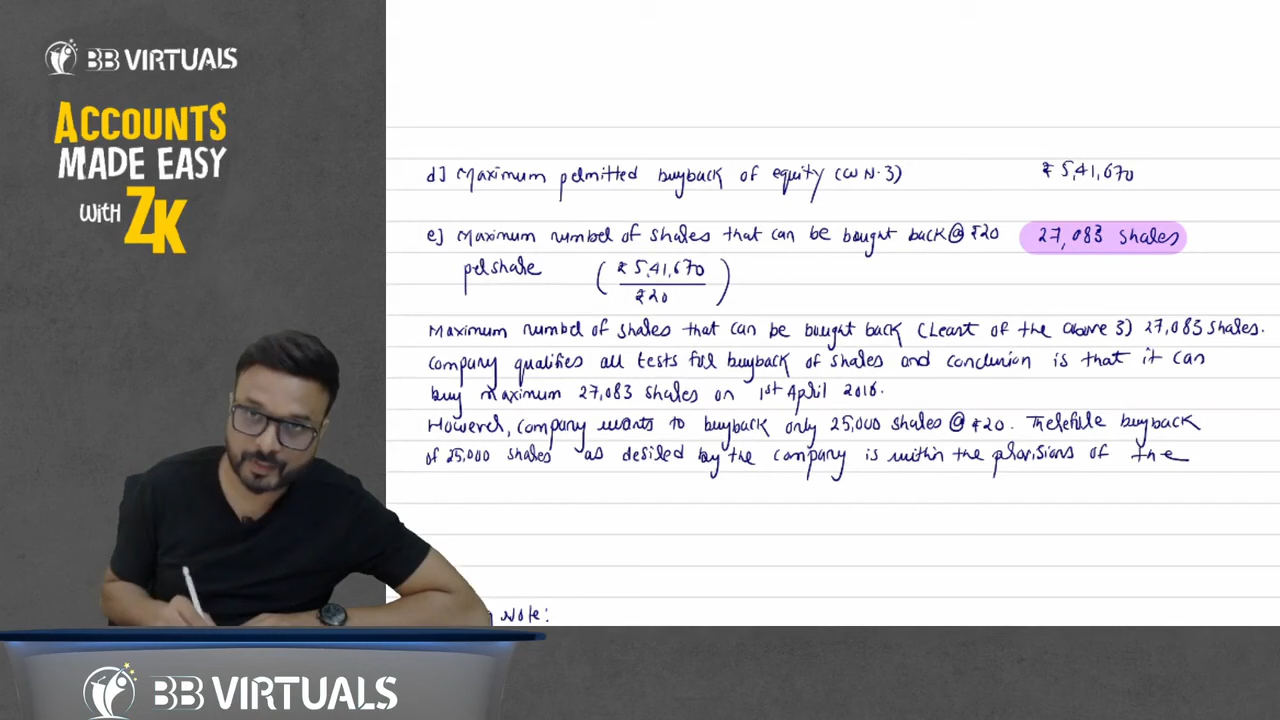 BB VIRTUALS
ACCOUNTS
MADE EASY
WITH ZK
d] Maximum permitted buyback of equity (W N·3) ₹ 5,41,670
e] Maximum number of shares that can be bought back @ ₹20 27,083 shares
per share ( ₹ 5,41,670
₹20 )
Maximum number of shares that can be bought back (Least of the above 3) 27,083 shares.
Company qualifies all tests for buyback of shares and conclusion is that it can
buy maximum 27,083 shares on 1st April 2016.
However, company wants to buyback only 25,000 shares @ ₹20. Therefore buyback
of 25,000 shares as desired by the company is within the provisions of the
Note:
BB VIRTUALS